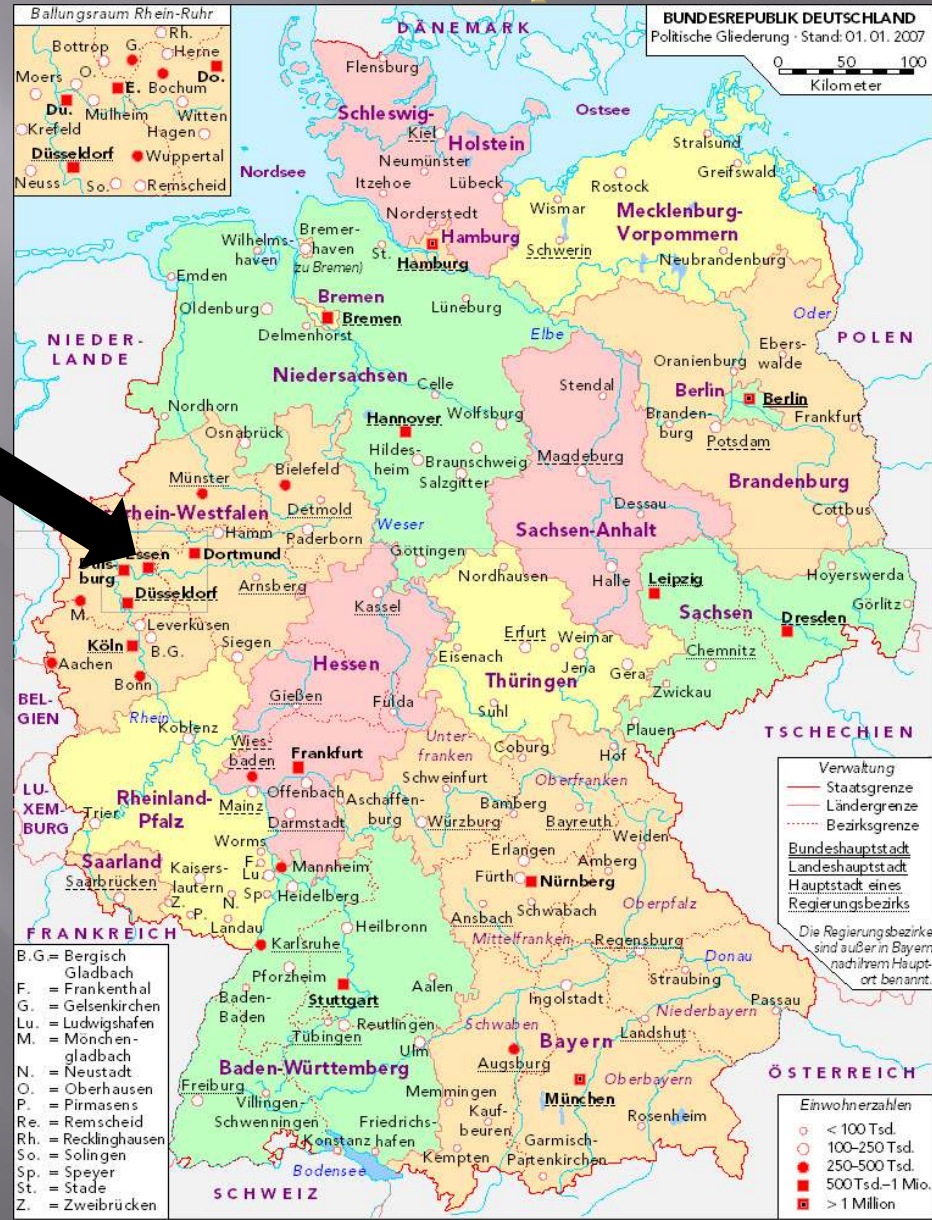 Ballungsraum Rhein-Ruhr
Rh.
Bottrop
G.
Herne
Moers
O.
E.
Bochum
Do.
Du.
Mülheim
Witten
Krefeld
Hagen
Düsseldorf
Wuppertal
Neuss
So.
Remscheid
DÄNEMARK
BUNDESREPUBLIK DEUTSCHLAND
Politische Gliederung · Stand: 01. 01. 2007
0 50 100
Kilometer
Flensburg
Schleswig-
Holstein
Kiel
Ostsee
Nordsee
Neumünster
Itzehoe
Lübeck
Norderstedt
Hamburg
Hamburg
Stralsund
Greifswald
Rostock
Wismar
Mecklenburg-
Vorpommern
Schwerin
Neubrandenburg
Wilhelms-
haven
Bremer-
haven
(zu Bremen)
St.
Emden
Oldenburg
Bremen
Bremen
Delmenhorst
Lüneburg
Elbe
Oder
POLEN
NIEDER-
LANDE
Niedersachsen
Celle
Nordhorn
Osnabrück
Hannover
Wolfsburg
Hildes-
heim
Braunschweig
Salzgitter
Stendal
Magdeburg
Oranienburg
Ebers-
walde
Berlin
Berlin
Branden-
burg
Potsdam
Frankfurt
Brandenburg
Cottbus
Münster
Bielefeld
rhein-Westfalen
Detmold
Hamm
Paderborn
Weser
Göttingen
Sachsen-Anhalt
Dessau
Halle
Essen
Dortmund
Duis-
burg
Düsseldorf
Arnsberg
M.
Leverkusen
Köln
B.G.
Siegen
Aachen
Bonn
Kassel
Hessen
Gießen
Fulda
Nordhausen
Erfurt
Weimar
Eisenach
Jena
Gera
Thüringen
Suhl
Leipzig
Sachsen
Hoyerswerda
Görlitz
Dresden
Chemnitz
Zwickau
Plauen
BEL-
GIEN
LU-
XEM-
BURG
Rhein
Koblenz
Wies-
baden
Frankfurt
Mainz
Offenbach
Darmstadt
Aschaffen-
burg
Rheinland-
Pfalz
Trier
Worms
Saarland
Saarbrücken
Kaisers-
lautern
F.
Lu.
Sp.
Mannheim
Heidelberg
Z.
P.
N.
Landau
TSCHECHIEN
Unter-
franken
Coburg
Hof
Schweinfurt
Oberfranken
Bamberg
Würzburg
Bayreuth
Weiden
Erlangen
Amberg
Fürth
Nürnberg
Schwabach
Oberpfalz
Ansbach
Mittelfranken
Regensburg
Donau
Straubing
Passau
Niederbayern
Ingolstadt
Landshut
Schwaben
Bayern
Augsburg
Oberbayern
München
Rosenheim
Memmingen
Kauf-
beuren
Kempten
Garmisch-
Partenkirchen
FRANKREICH
Karlsruhe
Heilbronn
Pforzheim
Baden-
Baden
Stuttgart
Aalen
Tübingen
Reutlingen
Ulm
Baden-Württemberg
Freiburg
Villingen-
Schwenningen
Konstanz
Friedrichs-
hafen
Bodensee
SCHWEIZ
ÖSTERREICH
Verwaltung
Staatsgrenze
Ländergrenze
Bezirksgrenze
Bundeshauptstadt
Landeshauptstadt
Hauptstadt eines
Regierungsbezirks
Die Regierungsbezirke
sind außer in Bayern
nach ihrem Haupt-
ort benannt.
B.G.= Bergisch
Gladbach
F. = Frankenthal
G. = Gelsenkirchen
Lu. = Ludwigshafen
M. = Mönchen-
gladbach
N. = Neustadt
O. = Oberhausen
P. = Pirmasens
Re. = Remscheid
Rh. = Recklinghausen
So. = Solingen
Sp. = Speyer
St. = Stade
Z. = Zweibrücken
Einwohnerzahlen
< 100 Tsd.
100–250 Tsd.
250–500 Tsd.
500 Tsd.–1 Mio.
> 1 Million